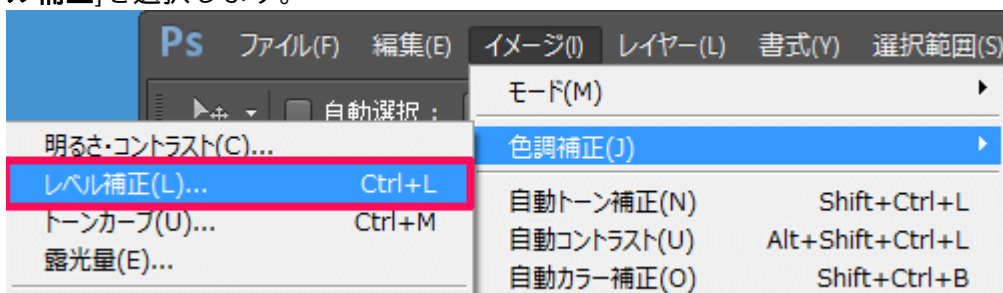 ル補正]を選択します。
Ps ファイル(F) 編集(E) イメージ(I) レイヤー(L) 書式(Y) 選択範囲(S)
自動選択：
モード(M)
色調補正(J)
明るさ・コントラスト(C)...
レベル補正(L)... Ctrl+L
トーンカーブ(U)... Ctrl+M
露光量(E)...
自動トーン補正(N) Shift+Ctrl+L
自動コントラスト(U) Alt+Shift+Ctrl+L
自動カラー補正(O) Shift+Ctrl+B